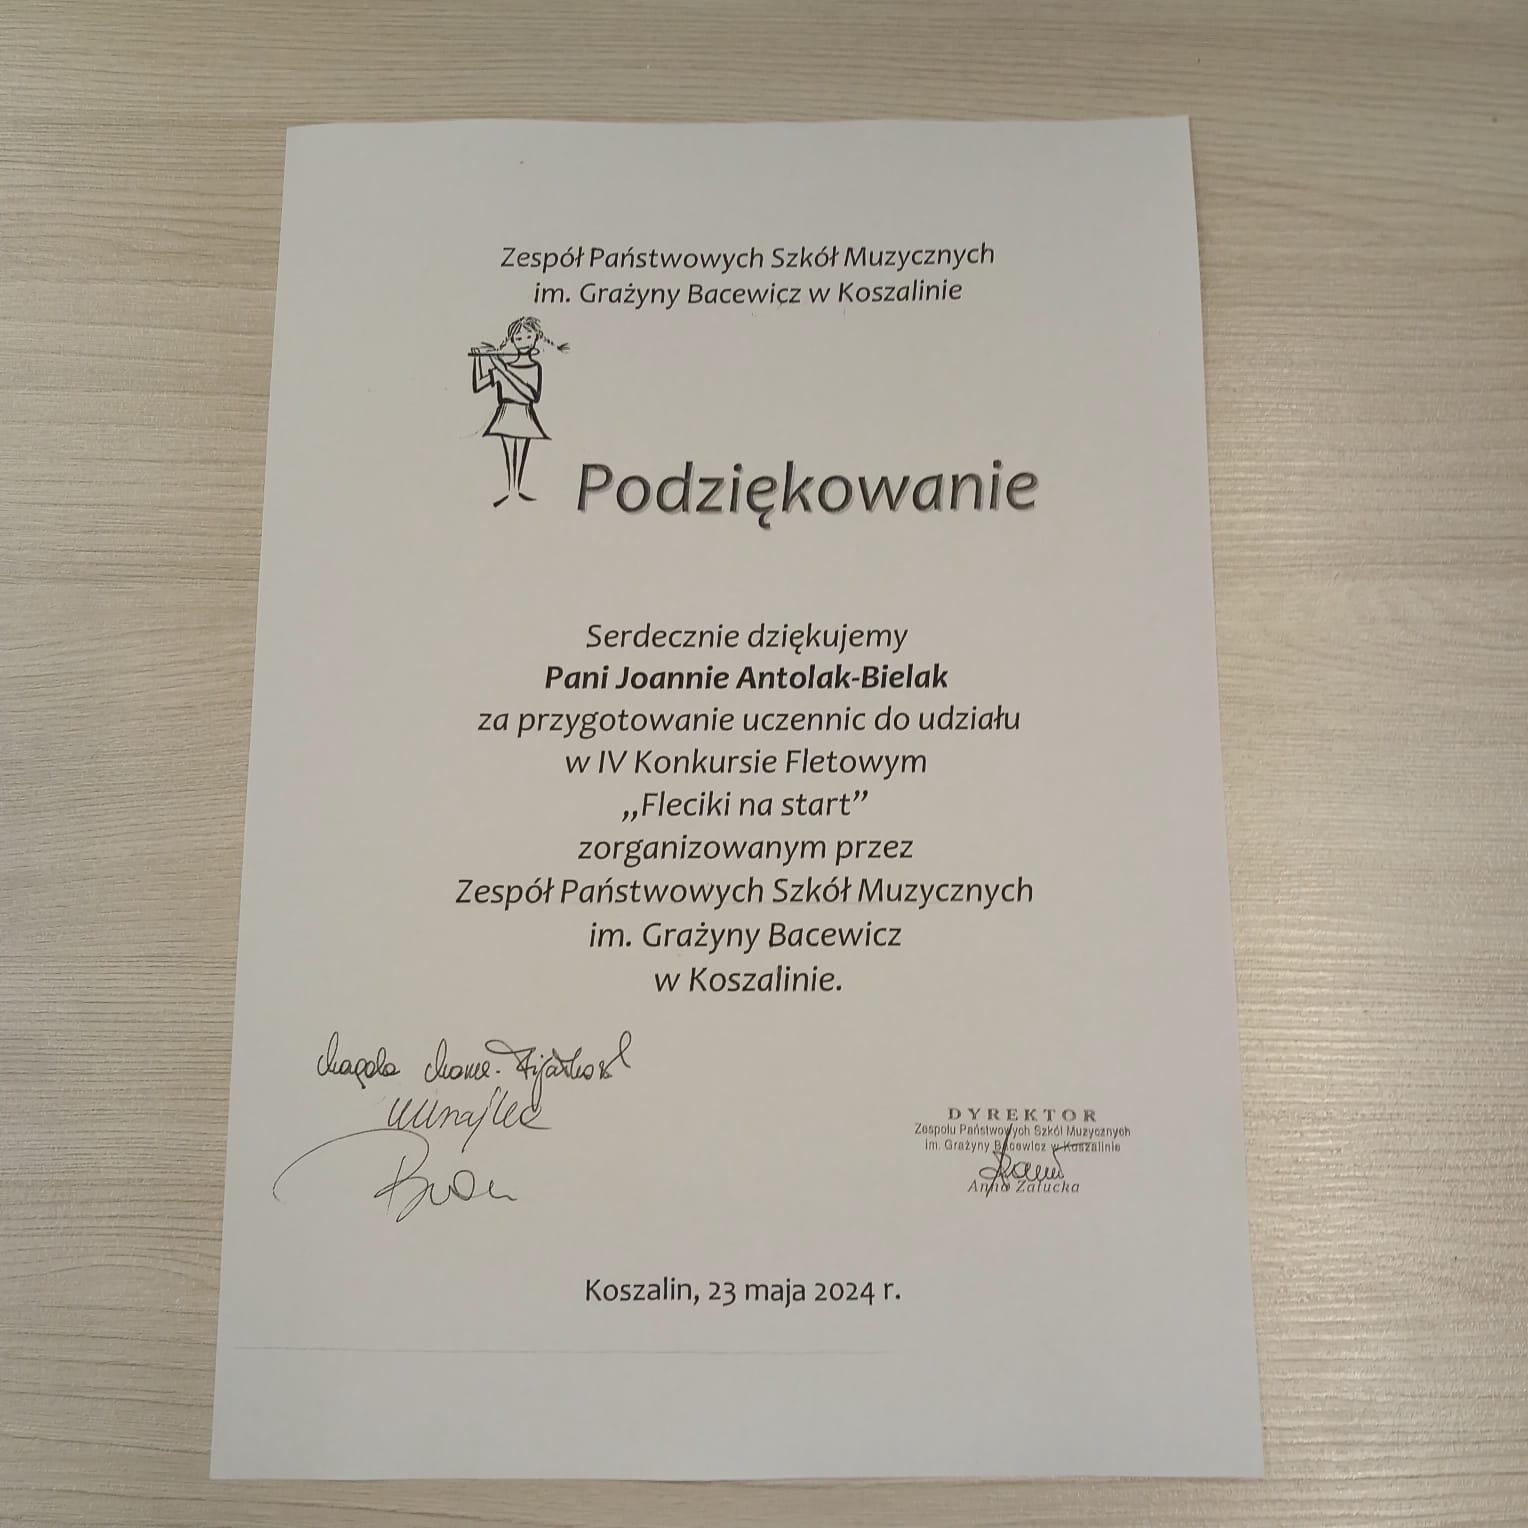 Zespół Państwowych Szkół Muzycznych
im. Grażyny Bacewicz w Koszalinie
Podziękowanie
Serdecznie dziękujemy
Pani Joannie Antolak-Bielak
za przygotowanie uczennic do udziału
w IV Konkursie Fletowym
,,Fleciki na start”
zorganizowanym przez
Zespół Państwowych Szkół Muzycznych
im. Grażyny Bacewicz
w Koszalinie.
DYREKTOR
Zespołu Państwowych Szkół Muzycznych
im. Grażyny Bacewicz w Koszalinie
Anna Załucka
Koszalin, 23 maja 2024 r.